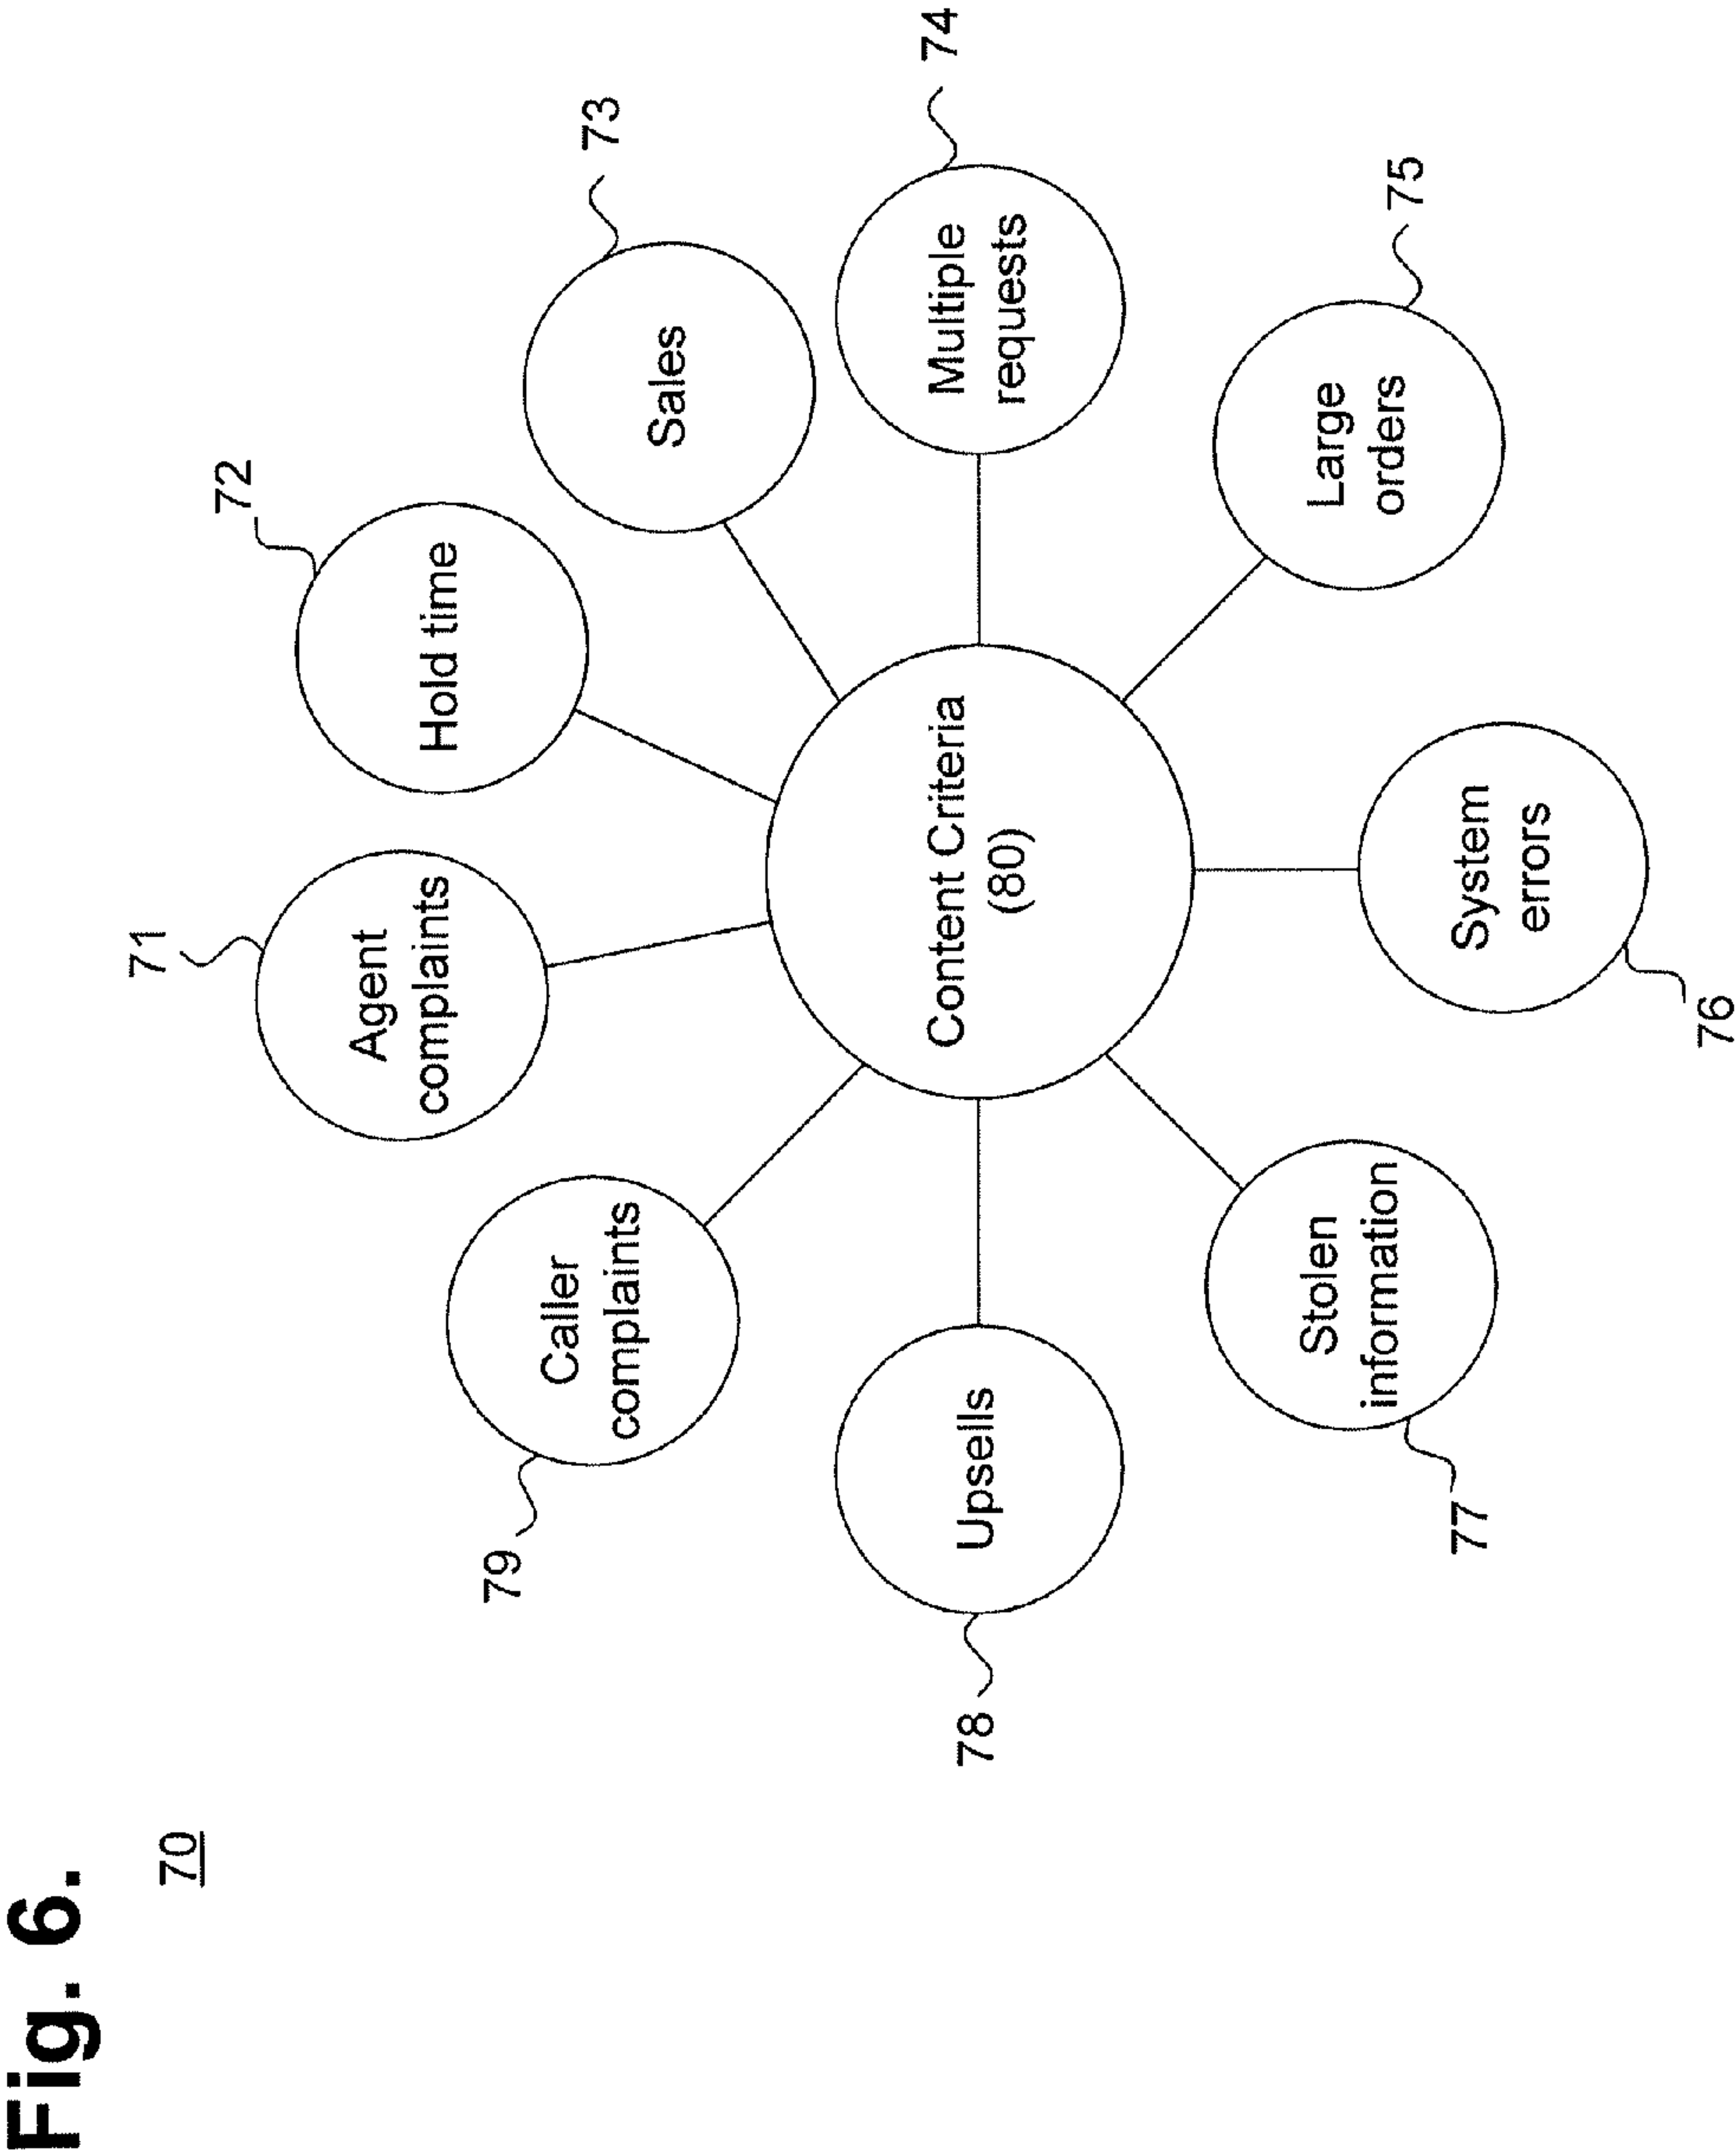 Fig. 6.
70
71
Agent
complaints
72
Hold time
73
Sales
74
Multiple
requests
75
Large
orders
76
System
errors
77
Stolen
information
78
Upsells
79
Caller
complaints
Content Criteria
(80)